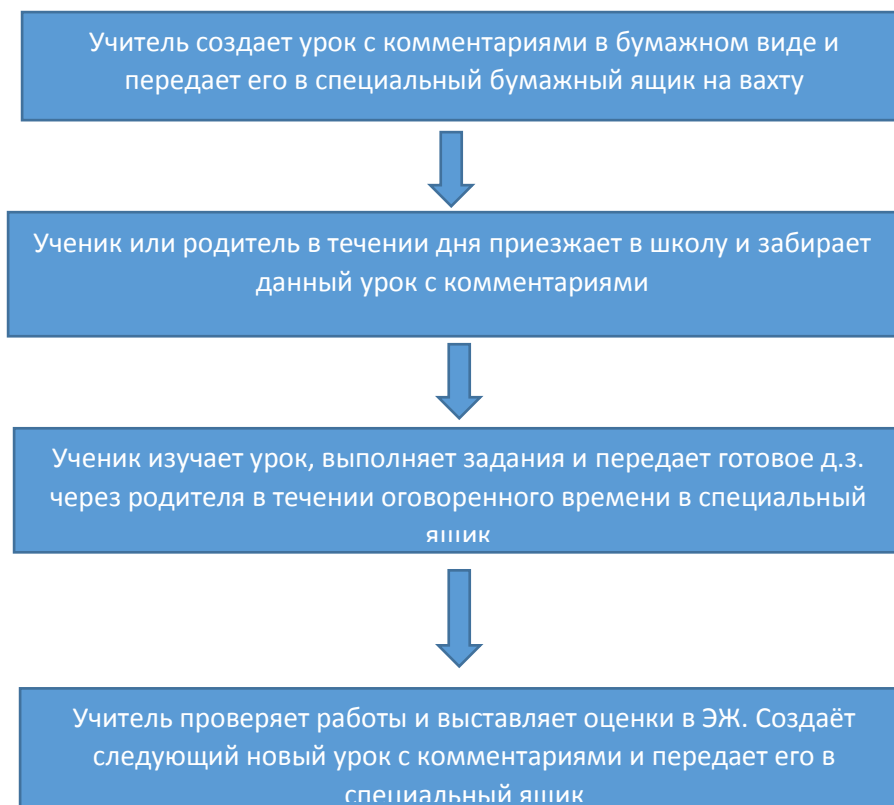 Учитель создает урок с комментариями в бумажном виде и
передает его в специальный бумажный ящик на вахту
Ученик или родитель в течении дня приезжает в школу и забирает
данный урок с комментариями
Ученик изучает урок, выполняет задания и передает готовое д.з.
через родителя в течении оговоренного времени в специальный
ящик
Учитель проверяет работы и выставляет оценки в ЭЖ. Создаёт
следующий новый урок с комментариями и передает его в
специальный ящик